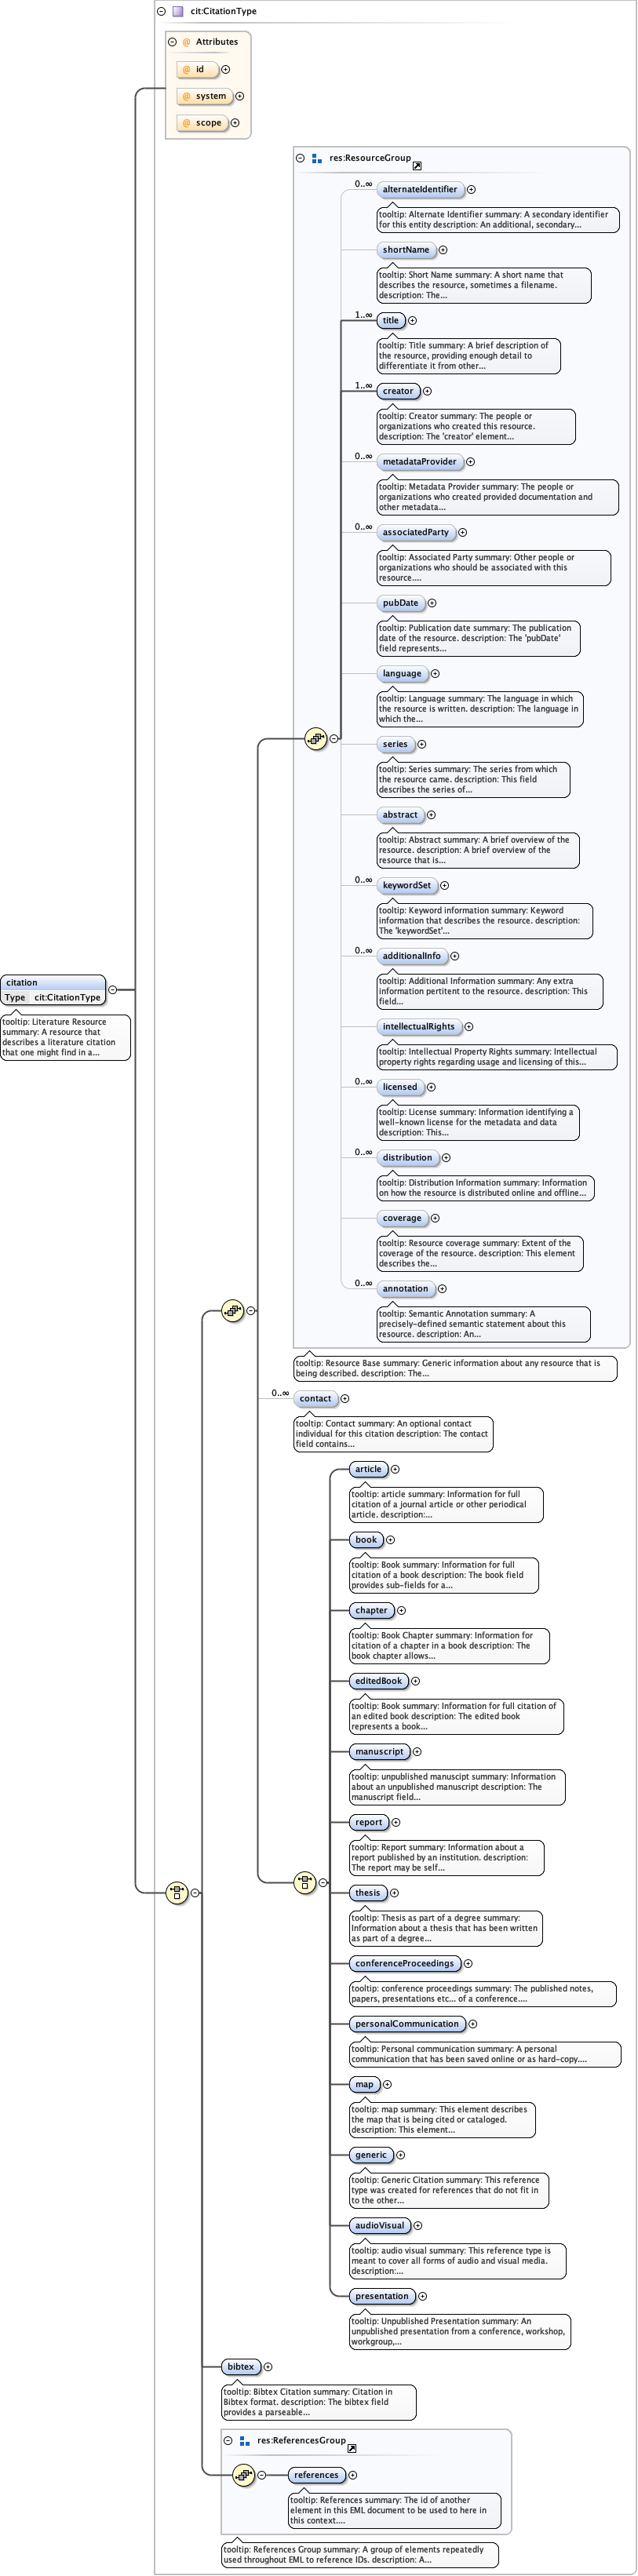 cit:CitationType
@ Attributes
@ id
@ system
@ scope
res:ResourceGroup
0..∞
alternateIdentifier
tooltip: Alternate Identifier summary: A secondary identifier
for this entity description: An additional, secondary...
shortName
tooltip: Short Name summary: A short name that
describes the resource, sometimes a filename.
description: The...
1..∞
title
tooltip: Title summary: A brief description of
the resource, providing enough detail to
differentiate it from other...
1..∞
creator
tooltip: Creator summary: The people or
organizations who created this resource.
description: The 'creator' element...
0..∞
metadataProvider
tooltip: Metadata Provider summary: The people or
organizations who created provided documentation and
other metadata...
0..∞
associatedParty
tooltip: Associated Party summary: Other people or
organizations who should be associated with this
resource....
pubDate
tooltip: Publication date summary: The publication
date of the resource. description: The 'pubDate'
field represents...
language
tooltip: Language summary: The language in which
the resource is written. description: The language in
which the...
series
tooltip: Series summary: The series from which
the resource came. description: This field
describes the series of...
abstract
tooltip: Abstract summary: A brief overview of the
resource. description: A brief overview of the
resource that is...
0..∞
keywordSet
tooltip: Keyword information summary: Keyword
information that describes the resource. description:
The 'keywordSet'...
0..∞
additionalInfo
tooltip: Additional Information summary: Any extra
information pertitent to the resource. description: This
field...
citation
Type cit:CitationType
tooltip: Literature Resource
summary: A resource that
describes a literature citation
that one might find in a...
intellectualRights
tooltip: Intellectual Property Rights summary: Intellectual
property rights regarding usage and licensing of this...
0..∞
licensed
tooltip: License summary: Information identifying a
well-known license for the metadata and data
description: This...
0..∞
distribution
tooltip: Distribution Information summary: Information
on how the resource is distributed online and offline...
coverage
tooltip: Resource coverage summary: Extent of the
coverage of the resource. description: This element
describes the...
0..∞
annotation
tooltip: Semantic Annotation summary: A
precisely-defined semantic statement about this
resource. description: An...
tooltip: Resource Base summary: Generic information about any resource that is
being described. description: The...
0..∞
contact
tooltip: Contact summary: An optional contact
individual for this citation description: The contact
field contains...
article
tooltip: article summary: Information for full
citation of a journal article or other periodical
article. description:...
book
tooltip: Book summary: Information for full
citation of a book description: The book field
provides sub-fields for a...
chapter
tooltip: Book Chapter summary: Information for
citation of a chapter in a book description: The
book chapter allows...
editedBook
tooltip: Book summary: Information for full citation of
an edited book description: The edited book
represents a book...
manuscript
tooltip: unpublished manuscipt summary: Information
about an unpublished manuscript description: The
manuscript field...
report
tooltip: Report summary: Information about a
report published by an institution. description:
The report may be self...
thesis
tooltip: Thesis as part of a degree summary:
Information about a thesis that has been written
as part of a degree...
conferenceProceedings
tooltip: conference proceedings summary: The published notes,
papers, presentations etc... of a conference....
personalCommunication
tooltip: Personal communication summary: A personal
communication that has been saved online or as hard-copy....
map
tooltip: map summary: This element describes
the map that is being cited or cataloged.
description: This element...
generic
tooltip: Generic Citation summary: This reference
type was created for references that do not fit in
to the other...
audioVisual
tooltip: audio visual summary: This reference type is
meant to cover all forms of audio and visual media.
description:...
presentation
tooltip: Unpublished Presentation summary: An
unpublished presentation from a conference, workshop,
workgroup,...
bibtex
tooltip: Bibtex Citation summary: Citation in
Bibtex format. description: The bibtex field
provides a parseable...
res:ReferencesGroup
references
tooltip: References summary: The id of another
element in this EML document to be used to here in
this context....
tooltip: References Group summary: A group of elements repeatedly
used throughout EML to reference IDs. description: A...